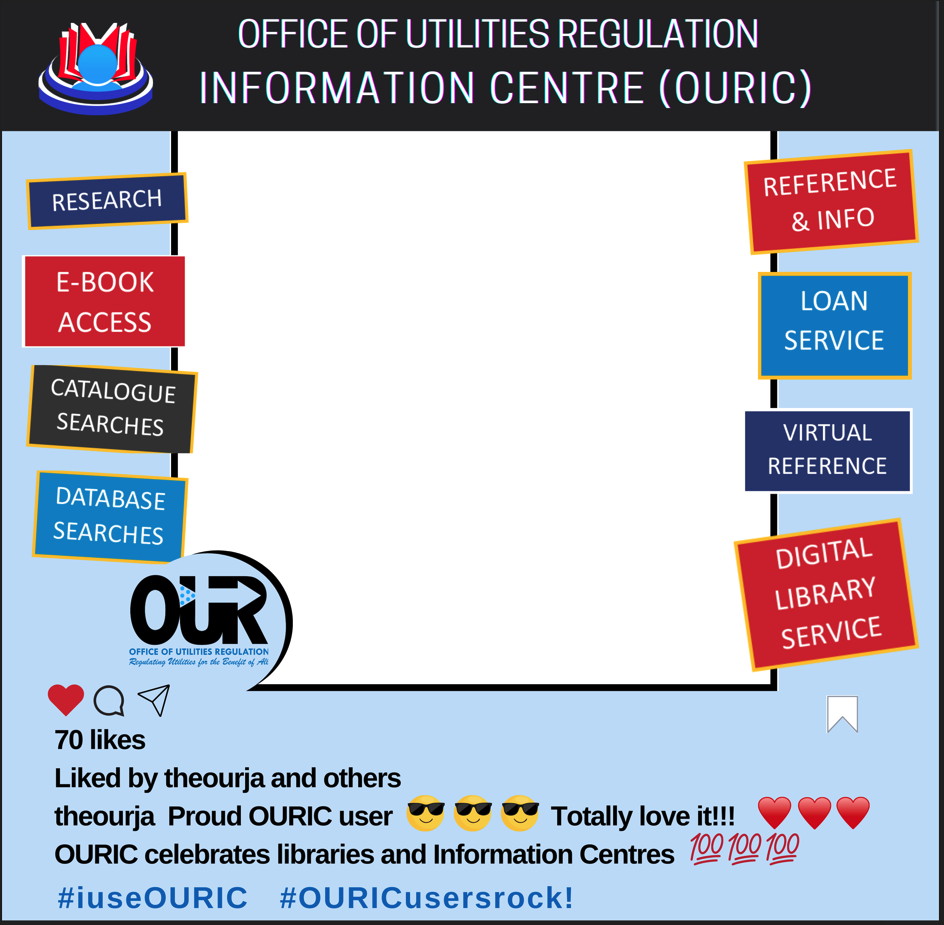 OFFICE OF UTILITIES REGULATION
INFORMATION CENTRE (OURIC)
RESEARCH
E-BOOK
ACCESS
CATALOGUE
SEARCHES
DATABASE
SEARCHES
REFERENCE
& INFO
LOAN
SERVICE
VIRTUAL
REFERENCE
DIGITAL
LIBRARY
SERVICE
OUR
OFFICE OF UTILITIES REGULATION
Regulating Utilities for the Benefit of All
70 likes
Liked by theourja and others
theourja Proud OURIC user 😎 😎 😎 Totally love it!!! ❤️❤️❤️
OURIC celebrates libraries and Information Centres 💯💯💯
#iuseOURIC #OURICusersrock!